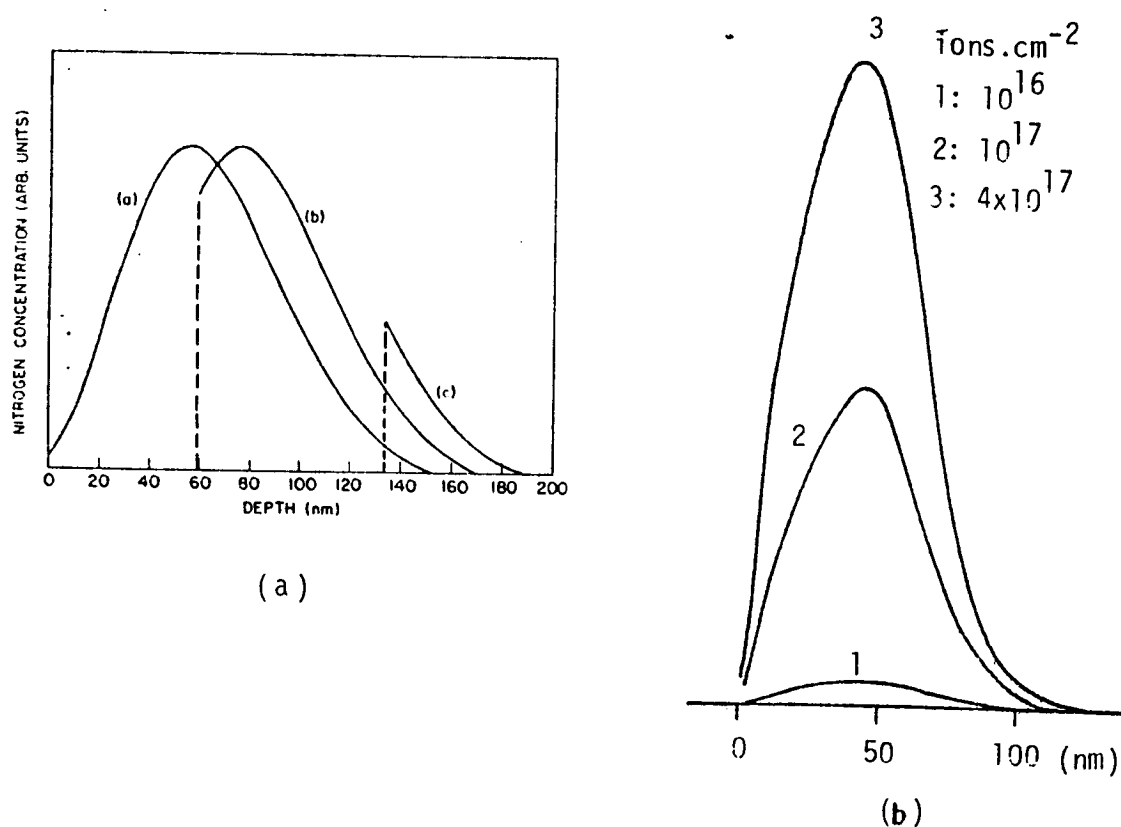 NITROGEN CONCENTRATION (ARB. UNITS)
(a)
(b)
(c)
0 20 40 60 80 100 120 140 160 180 200
DEPTH (nm)
(a)
3
ions.cm-2
1: 10^16
2: 10^17
3: 4x10^17
2
1
0 50 100 (nm)
(b)